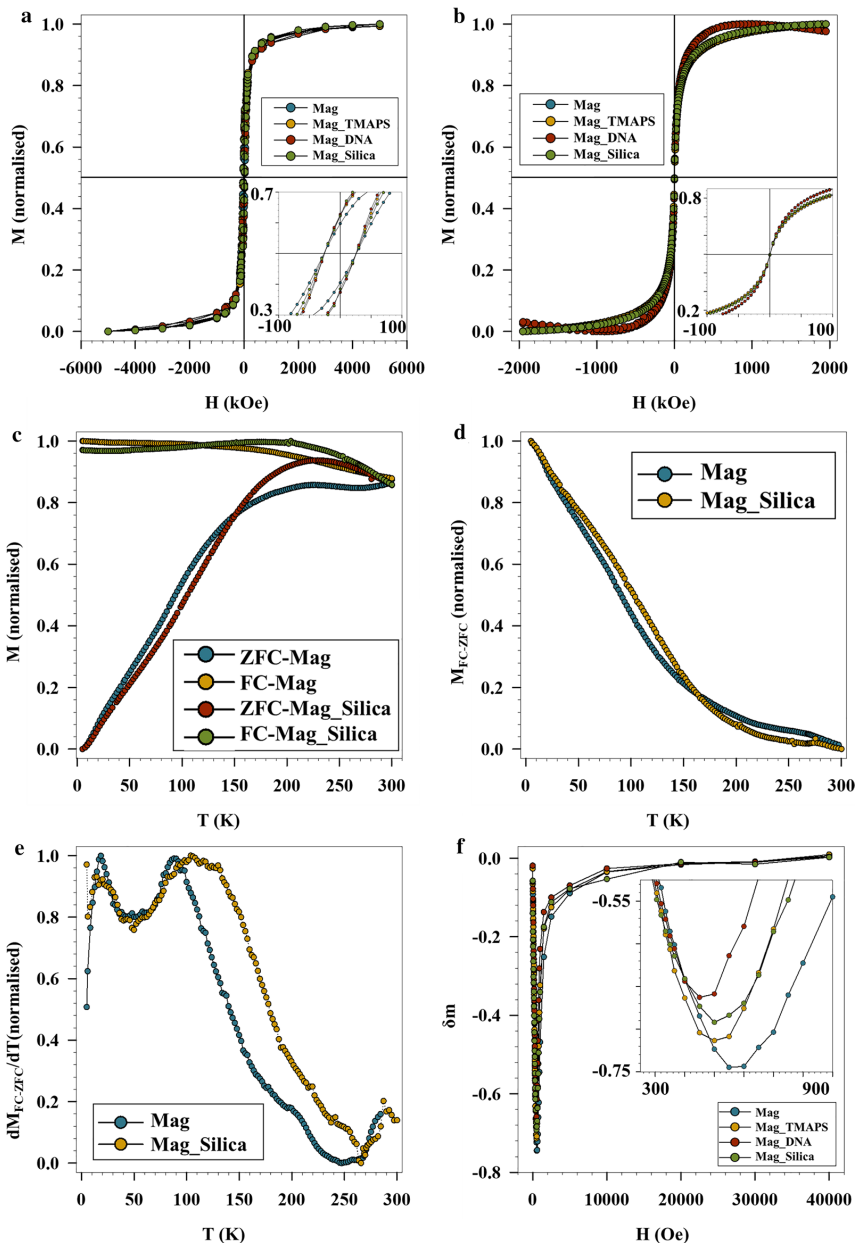 a
M (normalised)
1.0
0.8
0.6
0.4
0.2
0.0
Mag
Mag_TMAPS
Mag_DNA
Mag_Silica
0.7
0.3
-100
100
-6000
-4000
-2000
0
2000
4000
6000
H (kOe)
b
M (normalised)
1.0
0.8
0.6
0.4
0.2
0.0
Mag
Mag_TMAPS
Mag_DNA
Mag_Silica
0.8
0.2
-100
100
-2000
-1000
0
1000
2000
H (kOe)
c
M (normalised)
1.0
0.8
0.6
0.4
0.2
0.0
ZFC-Mag
FC-Mag
ZFC-Mag_Silica
FC-Mag_Silica
0
50
100
150
200
250
300
T (K)
d
MFC-ZFC (normalised)
1.0
0.8
0.6
0.4
0.2
0.0
Mag
Mag_Silica
0
50
100
150
200
250
300
T (K)
e
dMFC-ZFC/dT(normalised)
1.0
0.8
0.6
0.4
0.2
0.0
Mag
Mag_Silica
0
50
100
150
200
250
300
T (K)
f
δm
0.0
-0.2
-0.4
-0.6
-0.8
-0.55
-0.75
300
900
Mag
Mag_TMAPS
Mag_DNA
Mag_Silica
0
10000
20000
30000
40000
H (Oe)